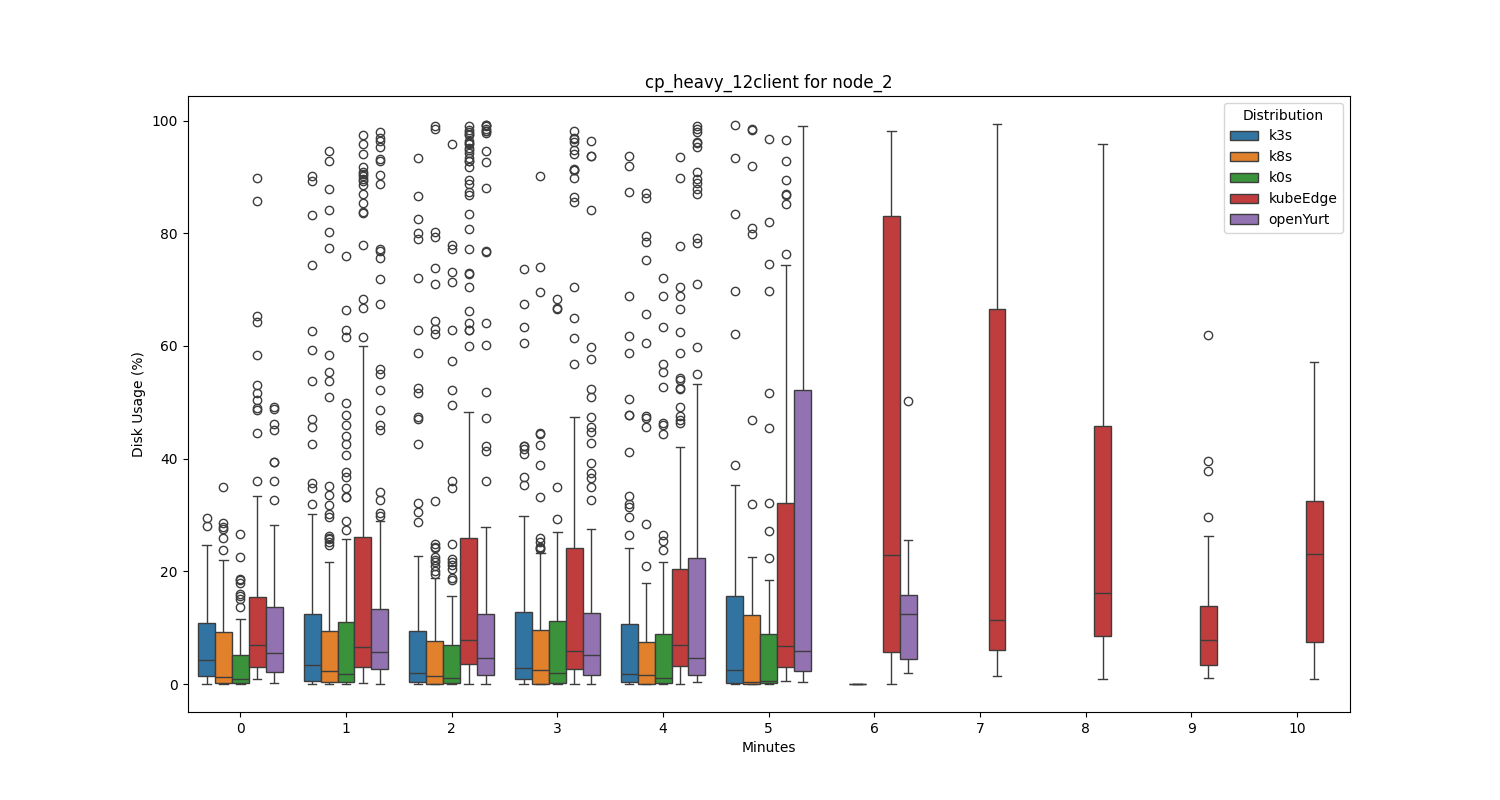 cp_heavy_12client for node_2
Disk Usage (%)
100
80
60
40
20
0
Distribution
k3s
k8s
k0s
kubeEdge
openYurt
0 1 2 3 4 5 6 7 8 9 10
Minutes